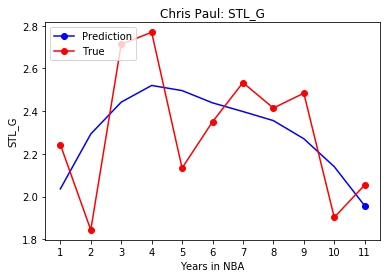 Chris Paul: STL_G
Prediction
True
STL_G
2.8
2.6
2.4
2.2
2.0
1.8
1 2 3 4 5 6 7 8 9 10 11
Years in NBA